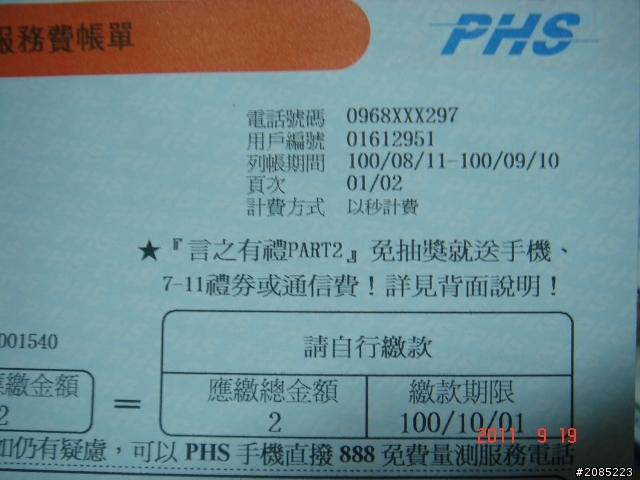 服務費帳單
PHS
電話號碼 0968XXX297
用戶編號 01612951
列帳期間 100/08/11-100/09/10
頁次 01/02
計費方式 以秒計費
★『言之有禮PART2』免抽獎就送手機、
7-11禮券或通信費！詳見背面說明！
001540
請自行繳款
應繳金額 = 應繳總金額 繳款期限
2 2 100/10/01
如仍有疑慮，可以 PHS 手機直撥 888 免費量測服務電話
2011 9 19
#2085223